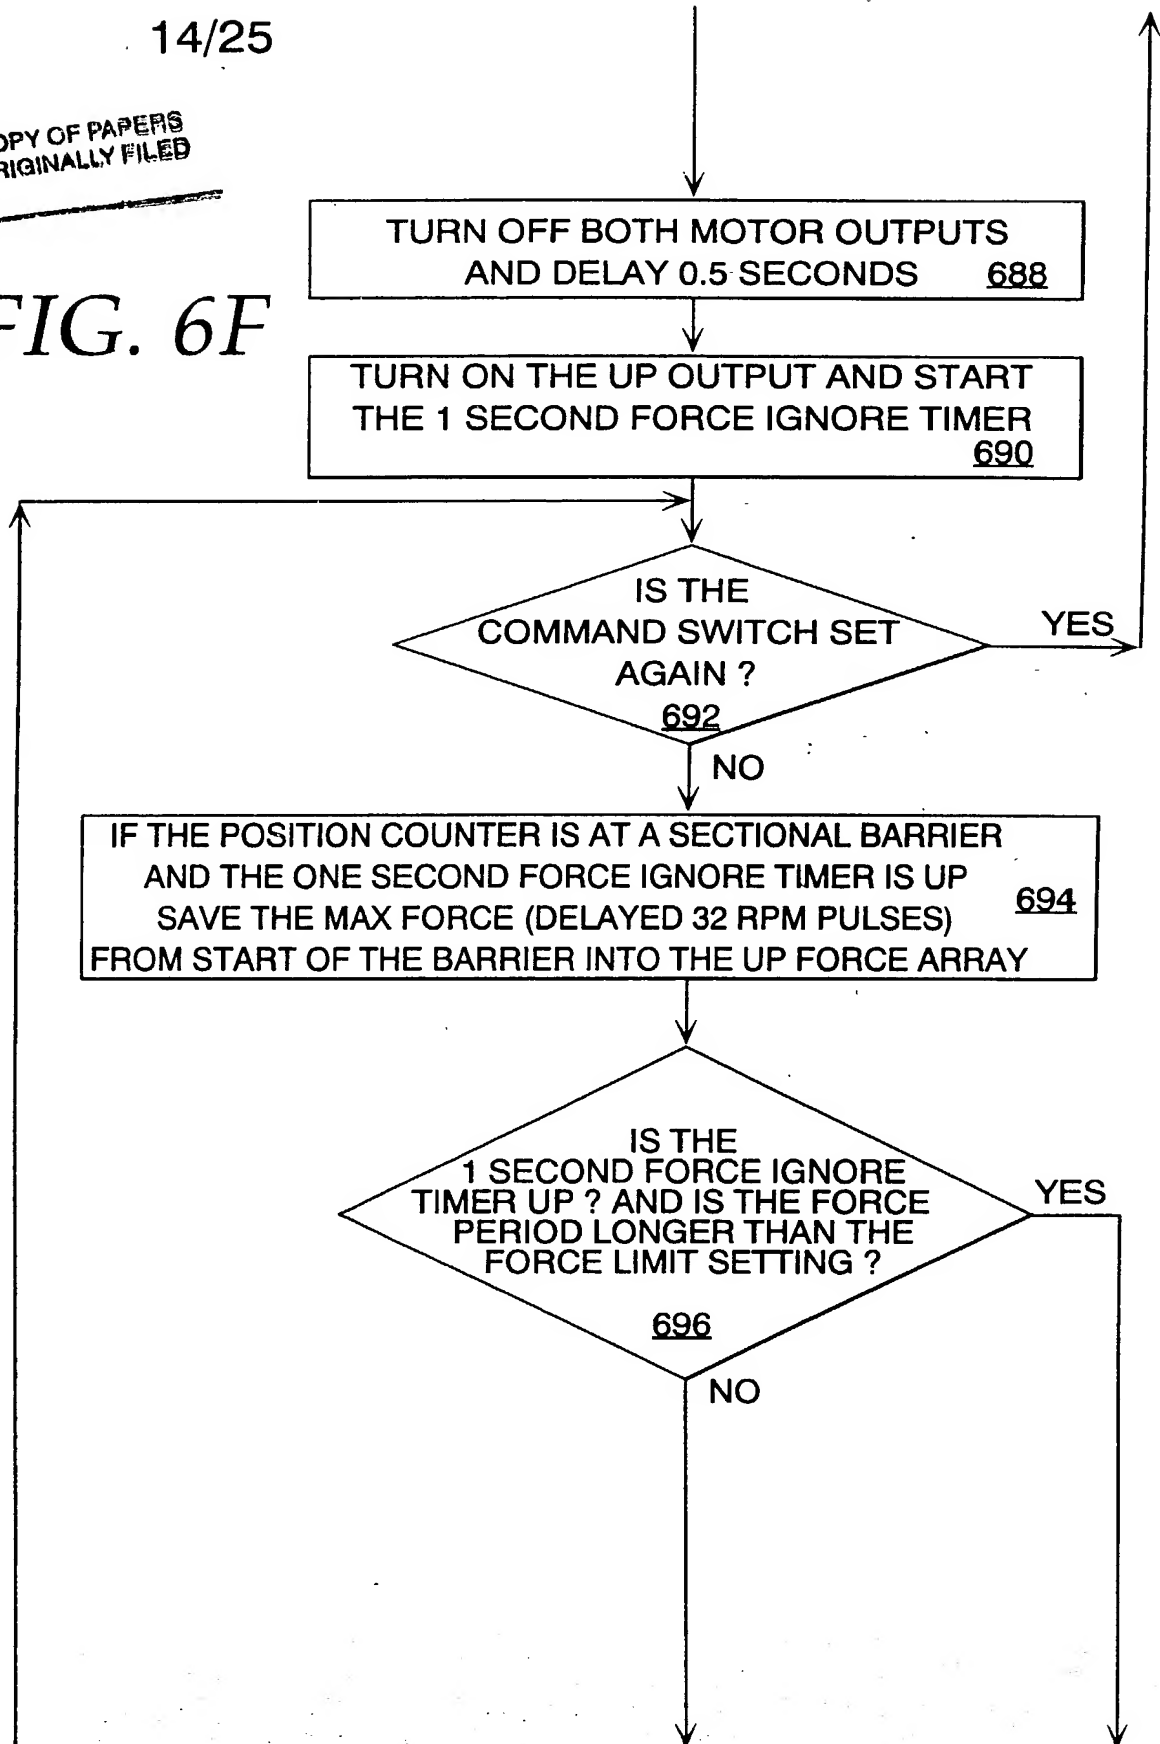 14/25
OPY OF PAPERS
RIGINALLY FILED
FIG. 6F
TURN OFF BOTH MOTOR OUTPUTS
AND DELAY 0.5 SECONDS 688
TURN ON THE UP OUTPUT AND START
THE 1 SECOND FORCE IGNORE TIMER
690
IS THE
COMMAND SWITCH SET
AGAIN ?
692
YES
NO
IF THE POSITION COUNTER IS AT A SECTIONAL BARRIER
AND THE ONE SECOND FORCE IGNORE TIMER IS UP
SAVE THE MAX FORCE (DELAYED 32 RPM PULSES)
FROM START OF THE BARRIER INTO THE UP FORCE ARRAY
694
IS THE
1 SECOND FORCE IGNORE
TIMER UP ? AND IS THE FORCE
PERIOD LONGER THAN THE
FORCE LIMIT SETTING ?
696
YES
NO